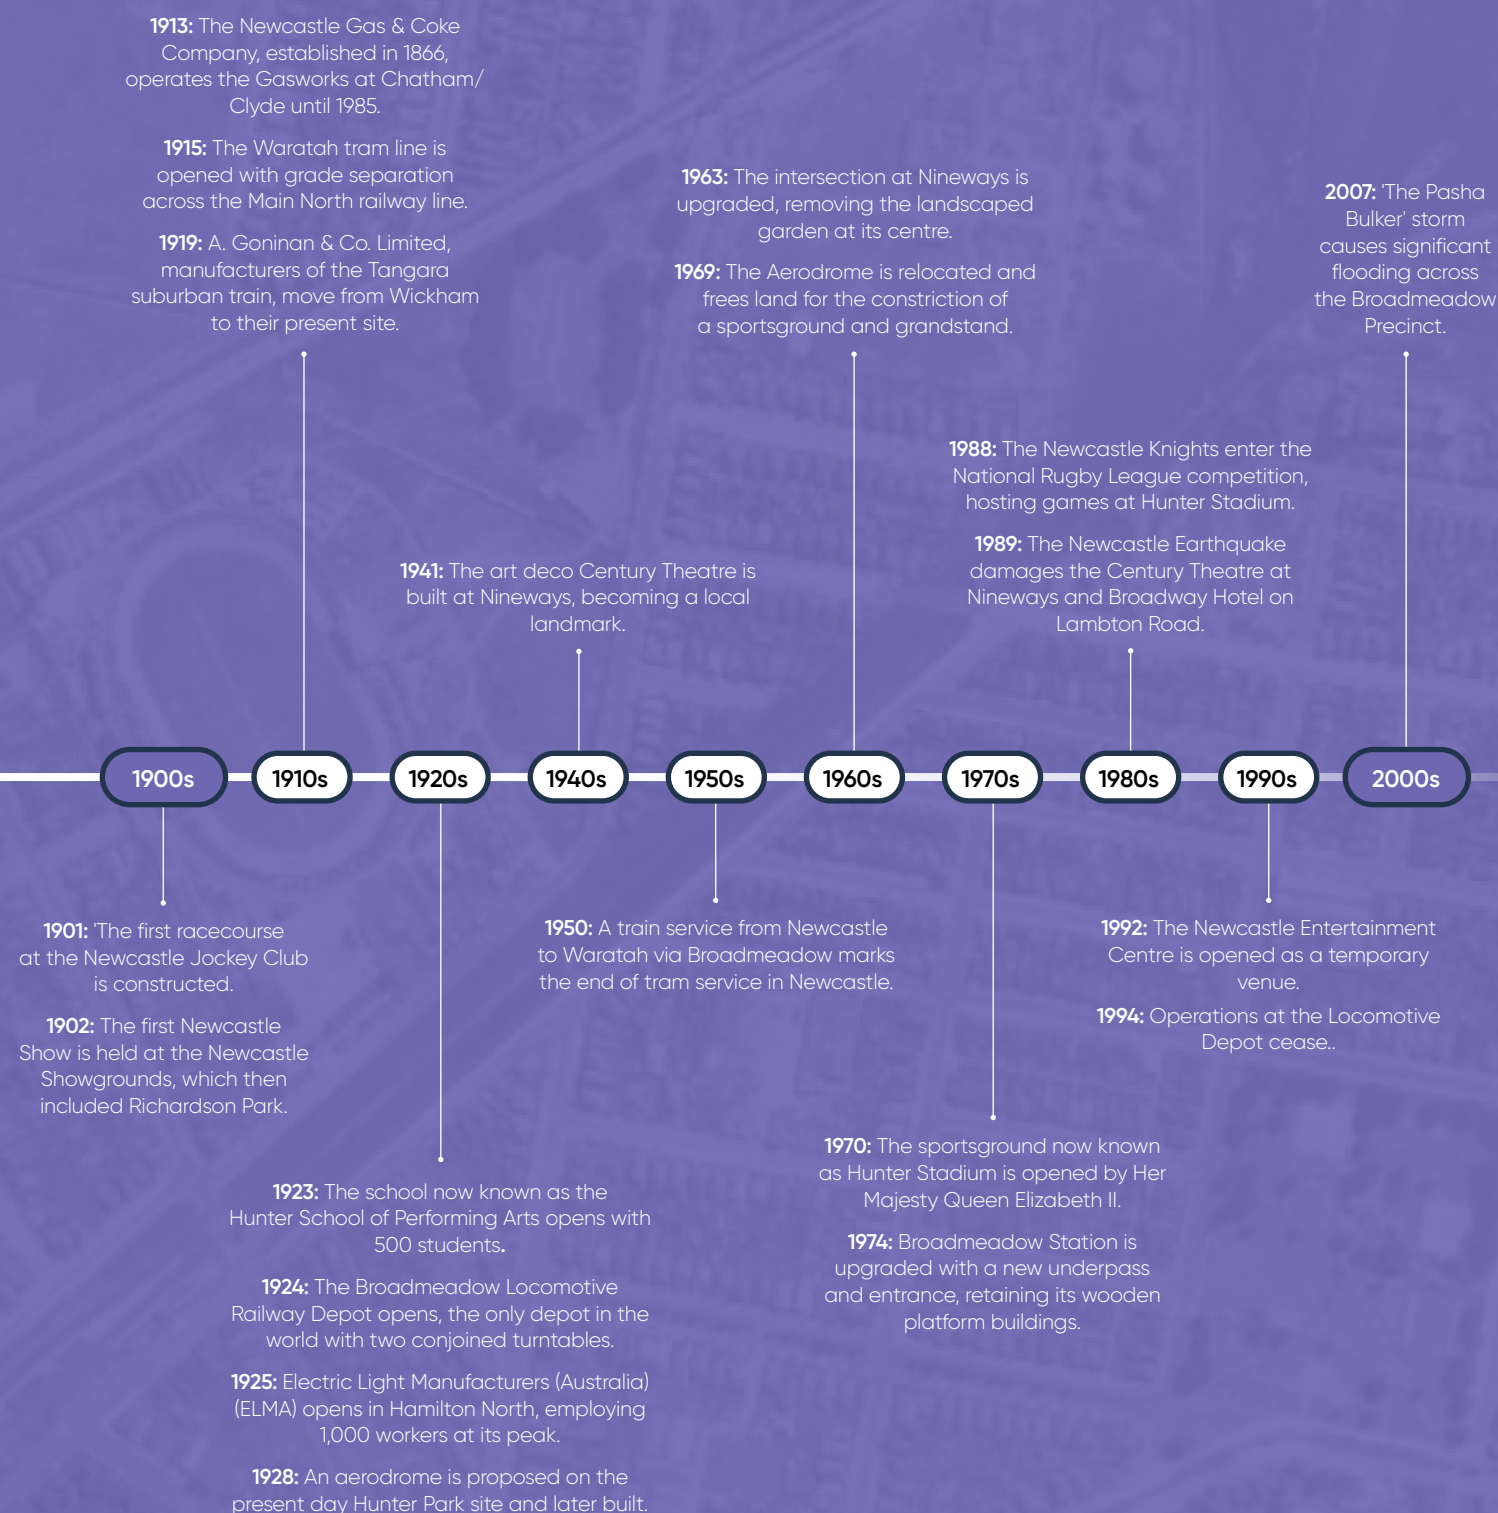 1913: The Newcastle Gas & Coke
Company, established in 1866,
operates the Gasworks at Chatham/
Clyde until 1985.
1915: The Waratah tram line is
opened with grade separation
across the Main North railway line.
1919: A. Goninan & Co. Limited,
manufacturers of the Tangara
suburban train, move from Wickham
to their present site.
1963: The intersection at Nineways is
upgraded, removing the landscaped
garden at its centre.
1969: The Aerodrome is relocated and
frees land for the constriction of
a sportsground and grandstand.
2007: 'The Pasha
Bulker' storm
causes significant
flooding across
the Broadmeadow
Precinct.
1941: The art deco Century Theatre is
built at Nineways, becoming a local
landmark.
1988: The Newcastle Knights enter the
National Rugby League competition,
hosting games at Hunter Stadium.
1989: The Newcastle Earthquake
damages the Century Theatre at
Nineways and Broadway Hotel on
Lambton Road.
1900s
1910s
1920s
1940s
1950s
1960s
1970s
1980s
1990s
2000s
1901: 'The first racecourse
at the Newcastle Jockey Club
is constructed.
1902: The first Newcastle
Show is held at the Newcastle
Showgrounds, which then
included Richardson Park.
1923: The school now known as the
Hunter School of Performing Arts opens with
500 students.
1924: The Broadmeadow Locomotive
Railway Depot opens, the only depot in the
world with two conjoined turntables.
1925: Electric Light Manufacturers (Australia)
(ELMA) opens in Hamilton North, employing
1,000 workers at its peak.
1928: An aerodrome is proposed on the
present day Hunter Park site and later built.
1950: A train service from Newcastle
to Waratah via Broadmeadow marks
the end of tram service in Newcastle.
1970: The sportsground now known
as Hunter Stadium is opened by Her
Majesty Queen Elizabeth II.
1974: Broadmeadow Station is
upgraded with a new underpass
and entrance, retaining its wooden
platform buildings.
1992: The Newcastle Entertainment
Centre is opened as a temporary
venue.
1994: Operations at the Locomotive
Depot cease..